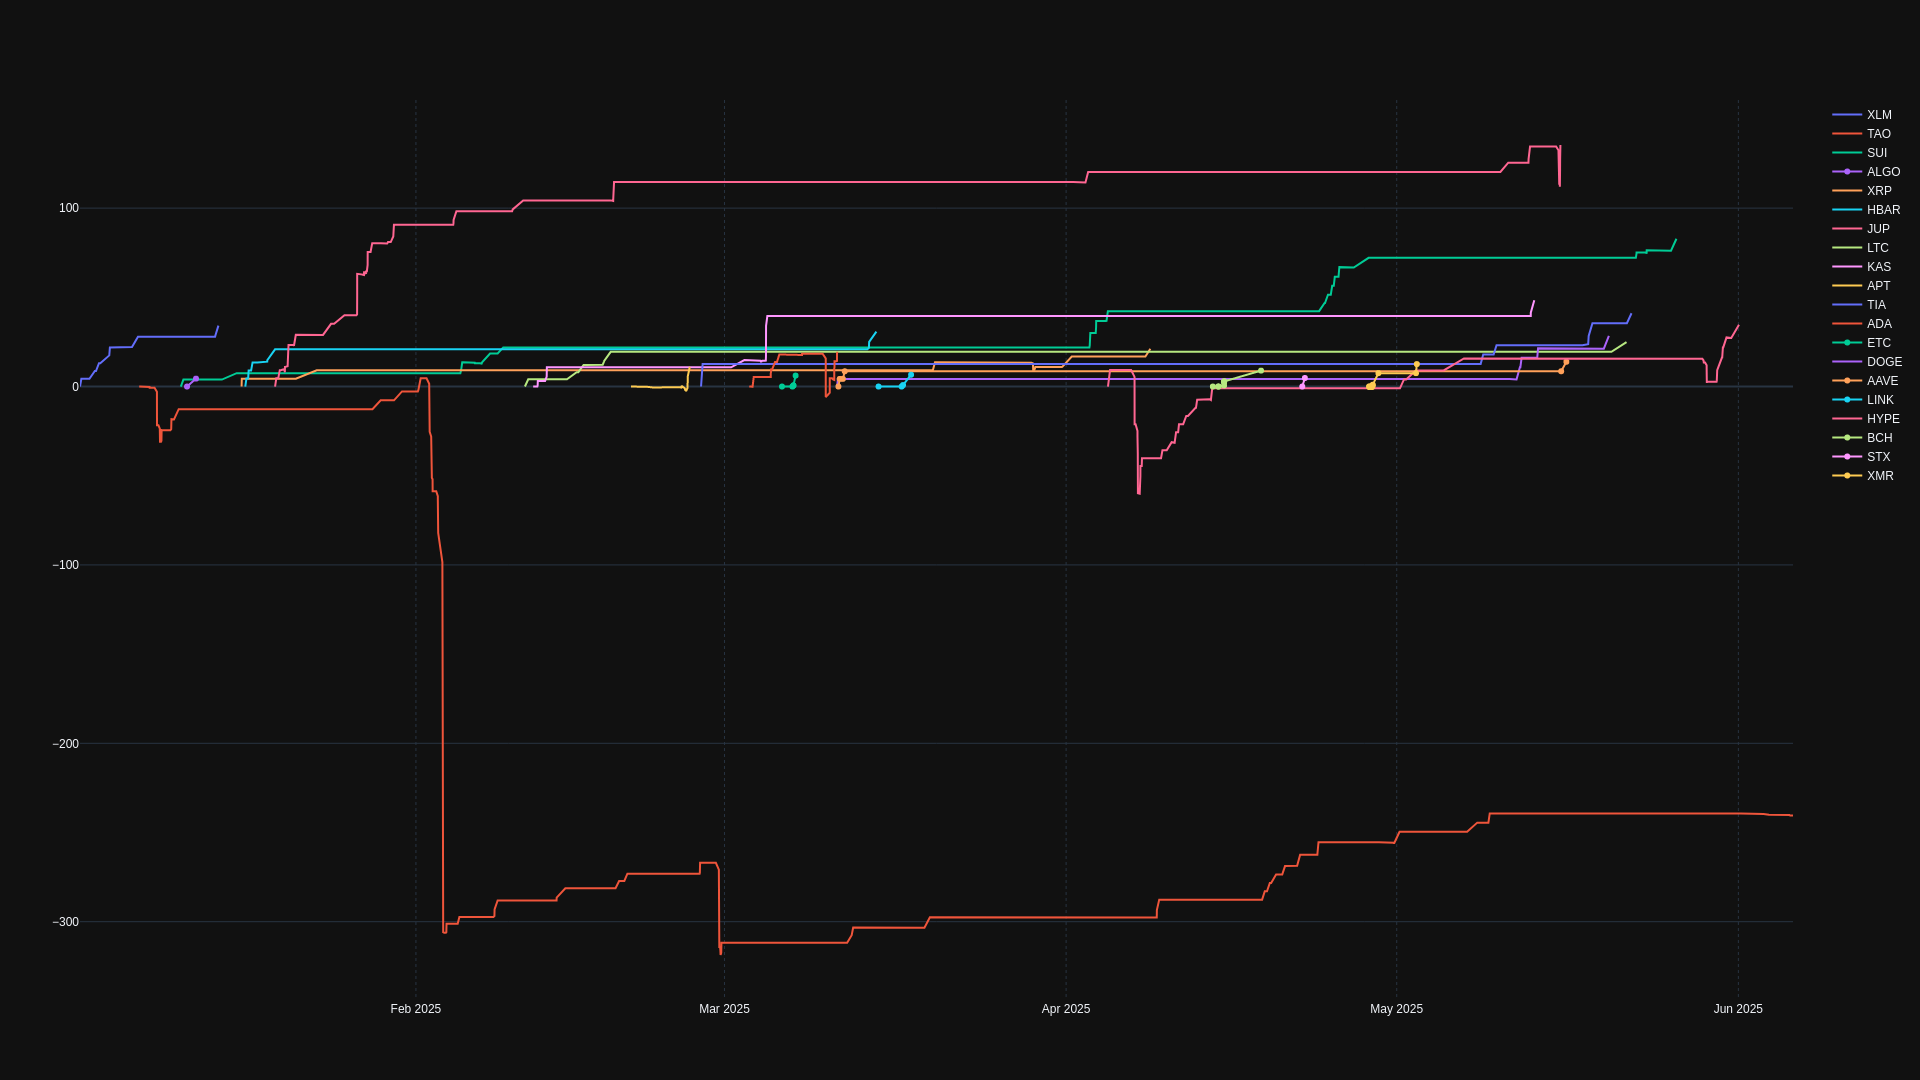 XLM
TAO
SUI
ALGO
XRP
HBAR
JUP
LTC
KAS
APT
TIA
ADA
ETC
DOGE
AAVE
LINK
HYPE
BCH
STX
XMR
100
0
−100
−200
−300
Feb 2025
Mar 2025
Apr 2025
May 2025
Jun 2025